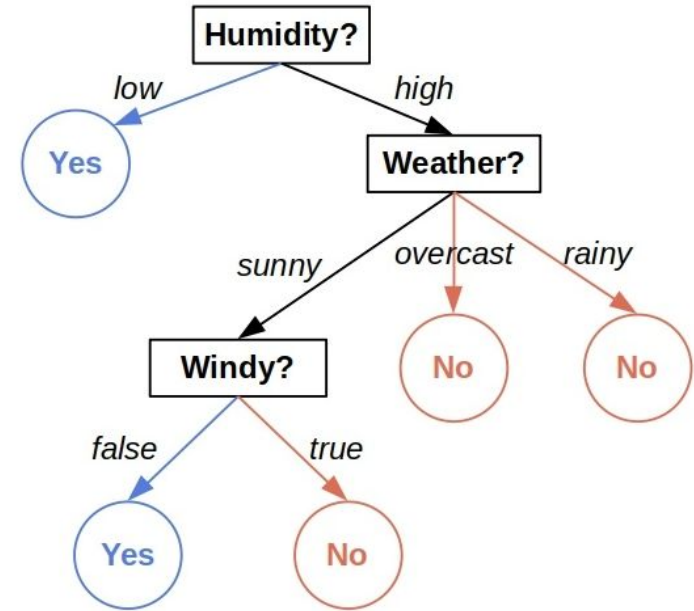 Humidity?
low
high
Yes
Weather?
sunny
overcast
rainy
Windy?
No
No
false
true
Yes
No